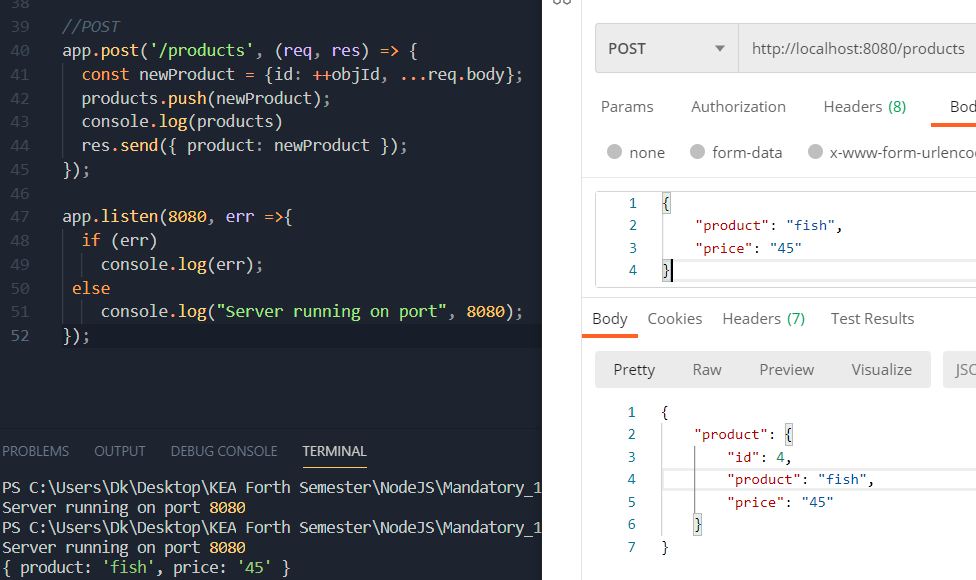 38
39 //POST
40 app.post('/products', (req, res) => {
41 const newProduct = {id: ++objId, ...req.body};
42 products.push(newProduct);
43 console.log(products)
44 res.send({ product: newProduct });
45 });
46
47 app.listen(8080, err =>{
48 if (err)
49 console.log(err);
50 else
51 console.log("Server running on port", 8080);
52 });
PROBLEMS OUTPUT DEBUG CONSOLE TERMINAL
PS C:\Users\Dk\Desktop\KEA Forth Semester\NodeJS\Mandatory_1
Server running on port 8080
PS C:\Users\Dk\Desktop\KEA Forth Semester\NodeJS\Mandatory_1
Server running on port 8080
{ product: 'fish', price: '45' }
POST http://localhost:8080/products
Params Authorization Headers (8) Bod
none form-data x-www-form-urlenco
1 {
2 "product": "fish",
3 "price": "45"
4 }
Body Cookies Headers (7) Test Results
Pretty Raw Preview Visualize JSO
1 {
2 "product": {
3 "id": 4,
4 "product": "fish",
5 "price": "45"
6 }
7 }